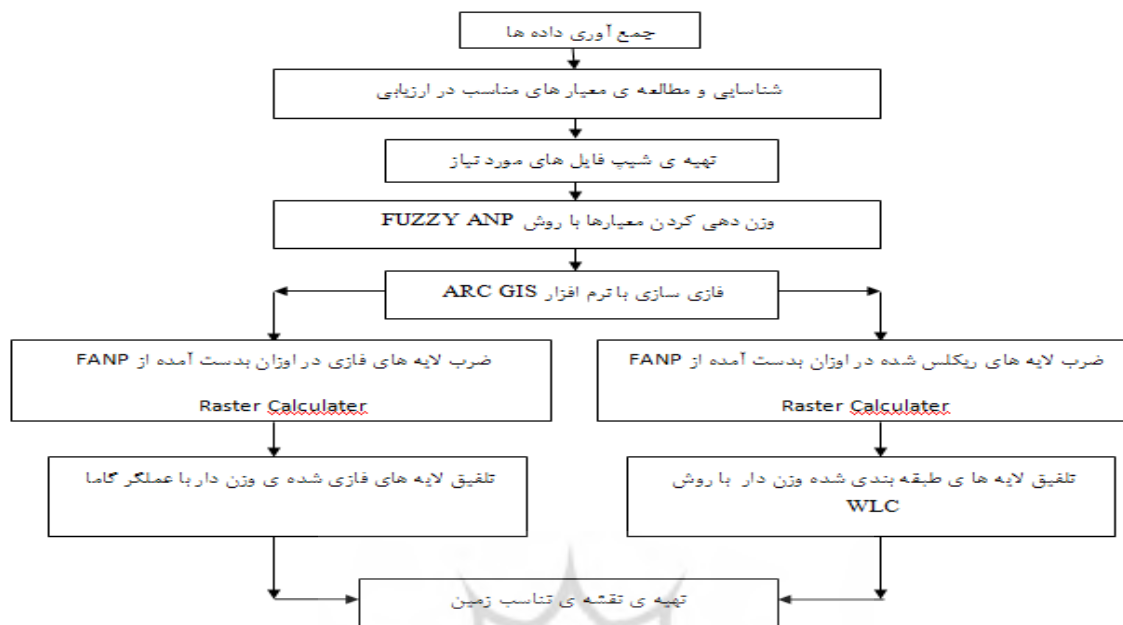 جمع آوری داده ها
شناسایی و مطالعه ی معیار های مناسب در ارزیابی
تهیه ی شیپ فایل های مورد نیاز
وزن دهی کردن معیارها با روش FUZZY ANP
فازی سازی با نرم افزار ARC GIS
ضرب لایه های ریکلس شده در اوزان بدست آمده از FANP
Raster Calculater
ضرب لایه های فازی در اوزان بدست آمده از FANP
Raster Calculater
تلفیق لایه ها ی طبقه بندی شده وزن دار با روش
WLC
تلفیق لایه های فازی شده ی وزن دار با عملگر گاما
تهیه ی نقشه ی تناسب زمین